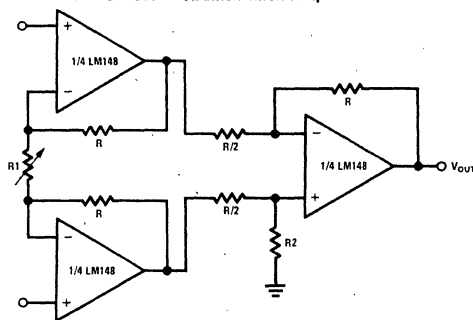 +
1/4 LM148
−
R
R/2
R
−
1/4 LM148
+
VOUT
R1
R
R/2
R2
−
1/4 LM148
+